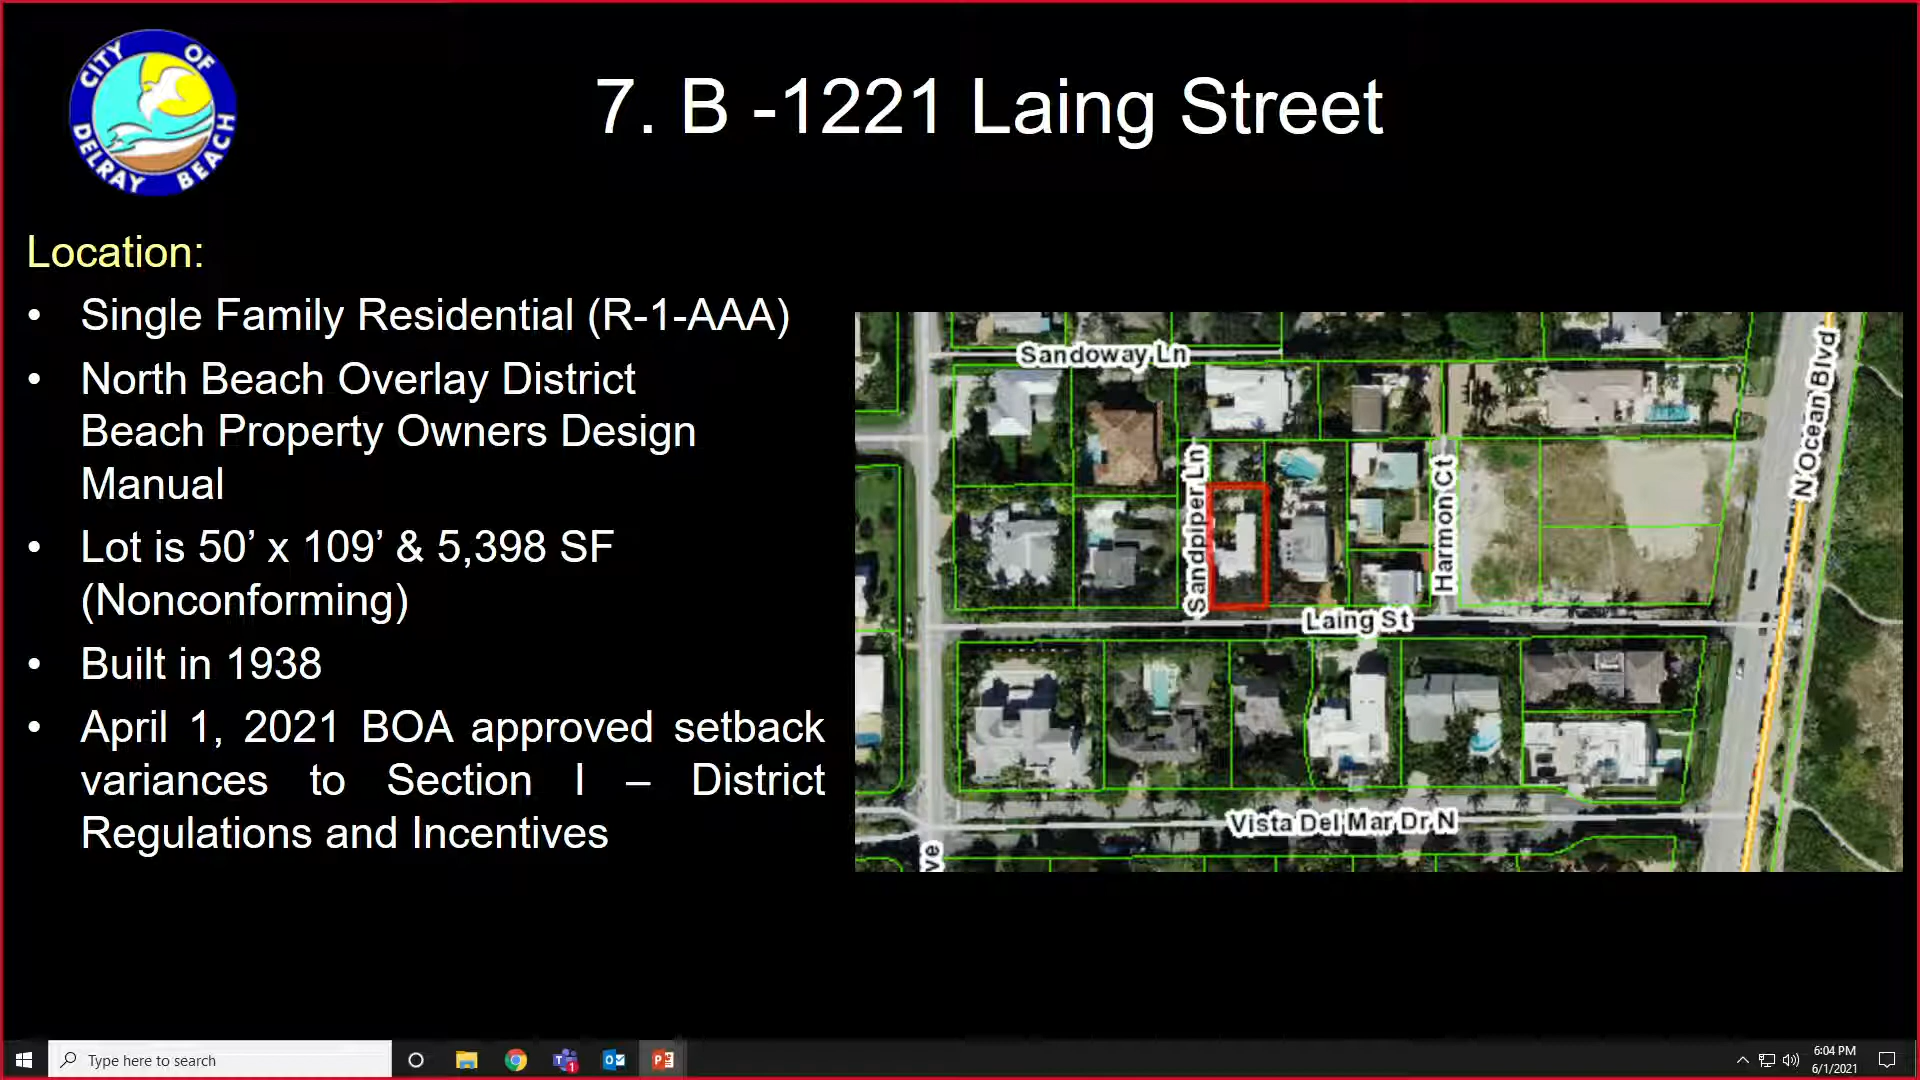 CITY OF
DELRAY BEACH
7. B -1221 Laing Street
Location:
• Single Family Residential (R-1-AAA)
• North Beach Overlay District
Beach Property Owners Design
Manual
• Lot is 50’ x 109’ & 5,398 SF
(Nonconforming)
• Built in 1938
• April 1, 2021 BOA approved setback
variances to Section I – District
Regulations and Incentives
Sandoway Ln
N Ocean Blvd
Sandpiper Ln
Harmon Ct
Laing St
Vista Del Mar Dr N
ve
Type here to search
6:04 PM
6/1/2021